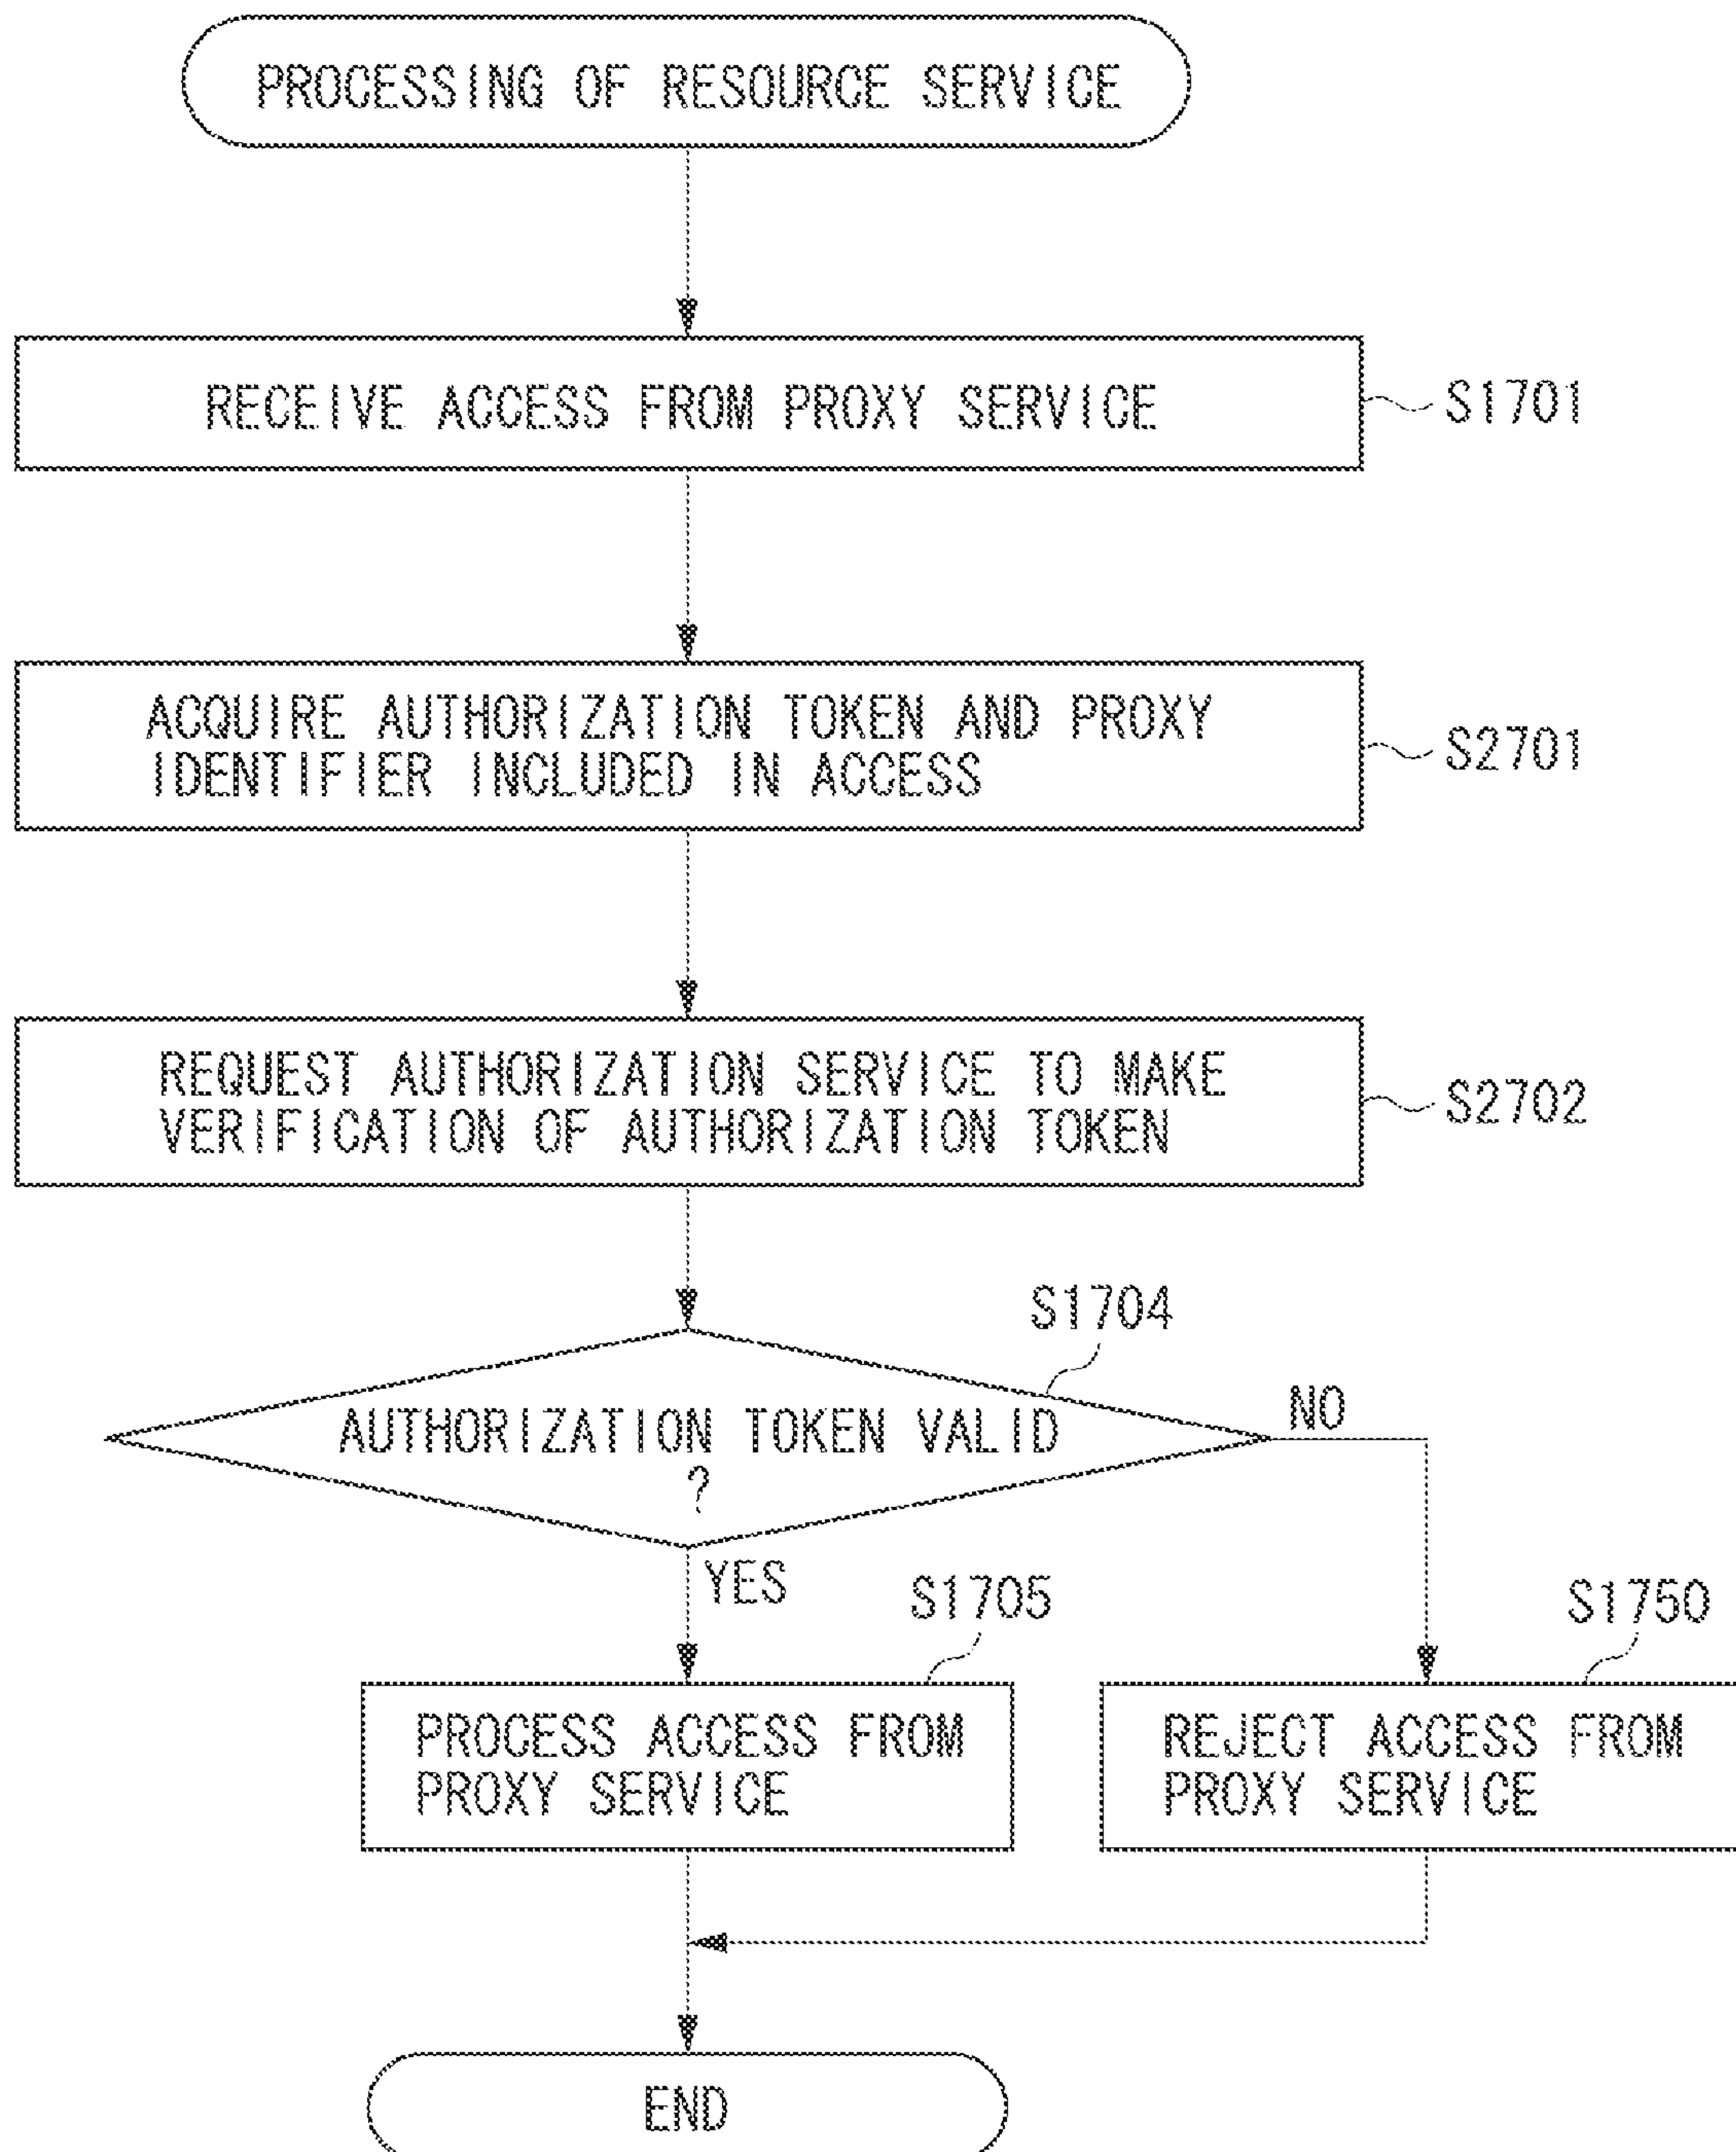 PROCESSING OF RESOURCE SERVICE
RECEIVE ACCESS FROM PROXY SERVICE
S1701
ACQUIRE AUTHORIZATION TOKEN AND PROXY
IDENTIFIER INCLUDED IN ACCESS
S2701
REQUEST AUTHORIZATION SERVICE TO MAKE
VERIFICATION OF AUTHORIZATION TOKEN
S2702
S1704
AUTHORIZATION TOKEN VALID
?
NO
YES
S1705
S1750
PROCESS ACCESS FROM
PROXY SERVICE
REJECT ACCESS FROM
PROXY SERVICE
END